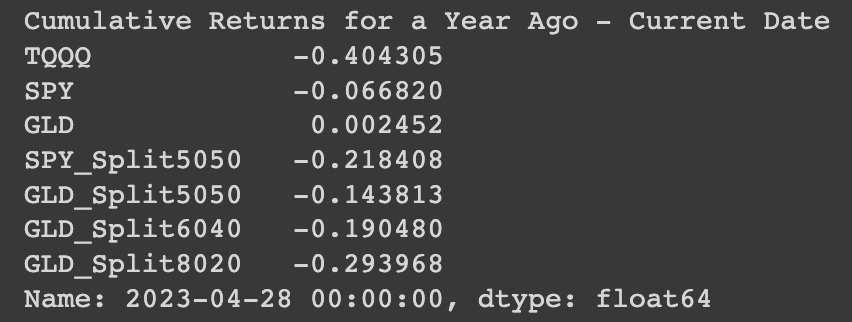 Cumulative Returns for a Year Ago - Current Date
TQQQ -0.404305
SPY -0.066820
GLD 0.002452
SPY_Split5050 -0.218408
GLD_Split5050 -0.143813
GLD_Split6040 -0.190480
GLD_Split8020 -0.293968
Name: 2023-04-28 00:00:00, dtype: float64